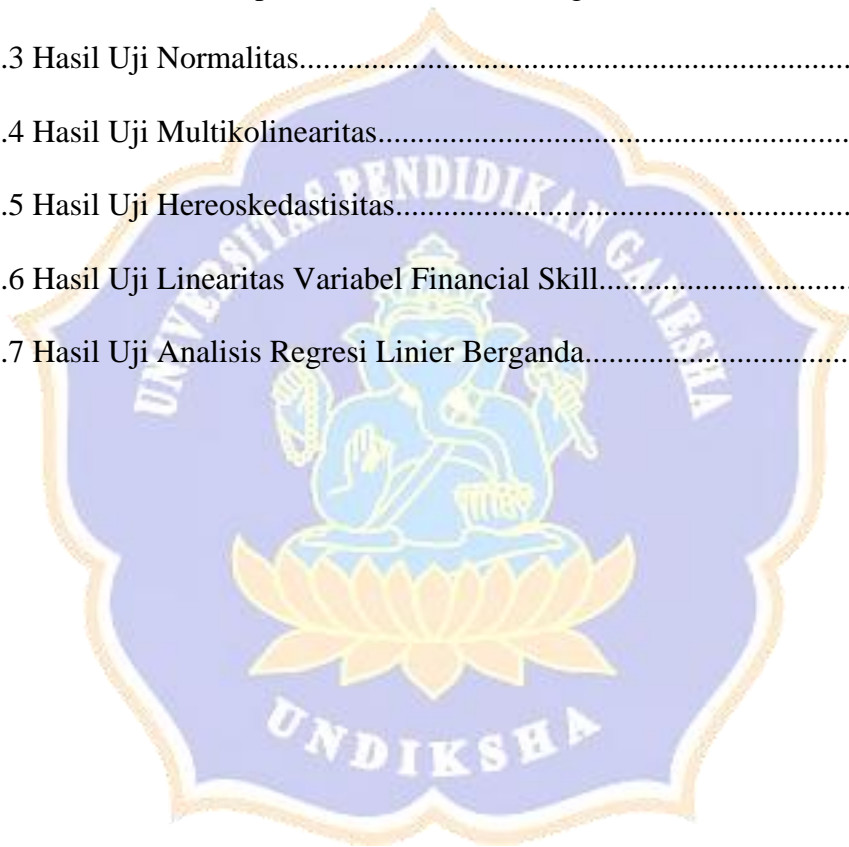 .3 Hasil Uji Normalitas.....................................................................
.4 Hasil Uji Multikolinearitas...........................................................
.5 Hasil Uji Hereoskedastisitas.........................................................
.6 Hasil Uji Linearitas Variabel Financial Skill...............................
.7 Hasil Uji Analisis Regresi Linier Berganda.................................
UNIVERSITAS PENDIDIKAN GANESHA
UNDIKSHA